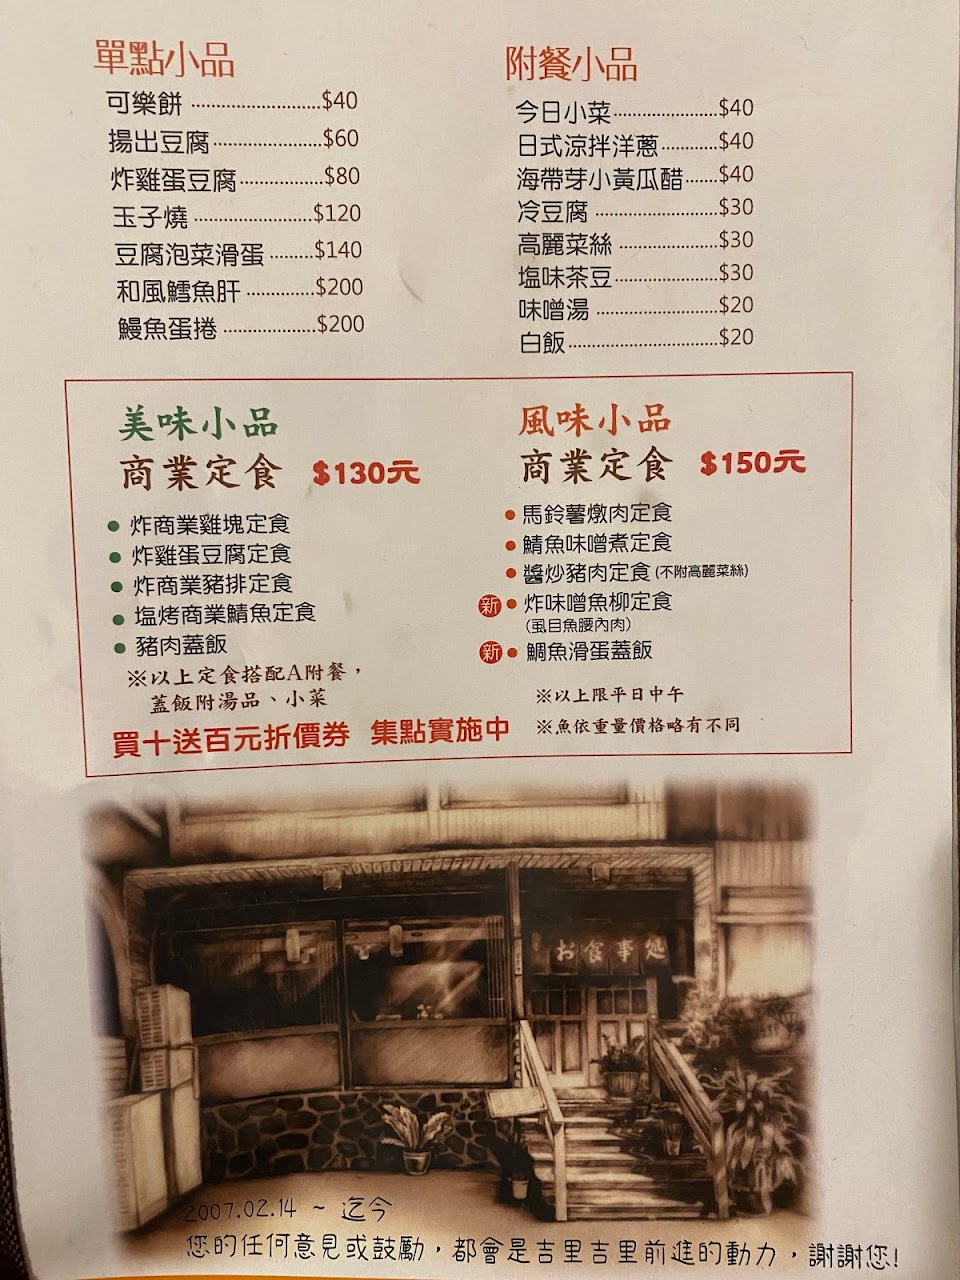 單點小品
可樂餅 ........................$40
揚出豆腐 .....................$60
炸雞蛋豆腐 ................$80
玉子燒 ......................$120
豆腐泡菜滑蛋 .........$140
和風鱈魚肝 .............$200
鰻魚蛋捲 ..................$200
附餐小品
今日小菜 .....................$40
日式涼拌洋蔥 ............$40
海帶芽小黃瓜醋 .......$40
冷豆腐 ..........................$30
高麗菜絲 .....................$30
塩味茶豆 .....................$30
味噌湯 ..........................$20
白飯 ................................$20
美味小品
商業定食 $130元
• 炸商業雞塊定食
• 炸雞蛋豆腐定食
• 炸商業豬排定食
• 塩烤商業鯖魚定食
• 豬肉蓋飯
※以上定食搭配A附餐，
蓋飯附湯品、小菜
買十送百元折價券 集點實施中
風味小品
商業定食 $150元
• 馬鈴薯燉肉定食
• 鯖魚味噌煮定食
• 醬炒豬肉定食 (不附高麗菜絲)
新 • 炸味噌魚柳定食
(虱目魚腰內肉)
新 • 鯛魚滑蛋蓋飯
※以上限平日中午
※魚依重量價格略有不同
お食事処
2007.02.14 ~ 迄今
您的任何意見或鼓勵，都會是吉里吉里前進的動力，謝謝您!